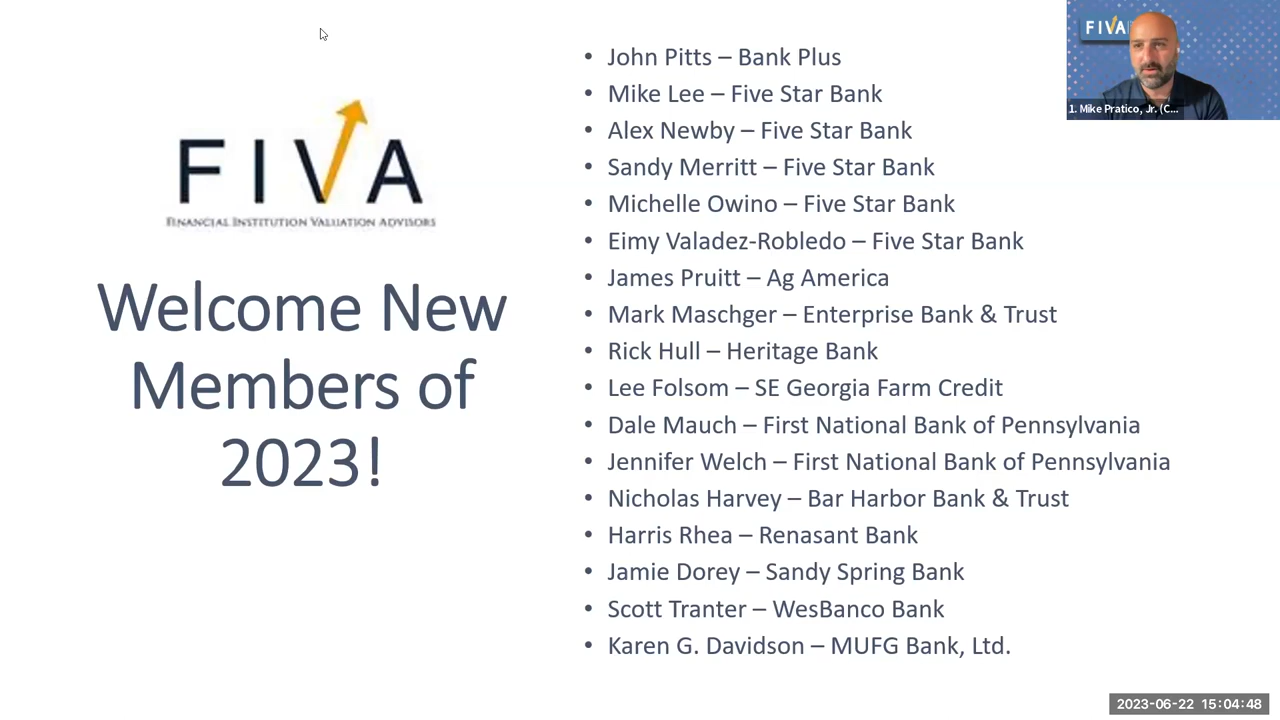 FIVA
FINANCIAL INSTITUTION VALUATION ADVISORS
Welcome New
Members of
2023!
• John Pitts – Bank Plus
• Mike Lee – Five Star Bank
• Alex Newby – Five Star Bank
• Sandy Merritt – Five Star Bank
• Michelle Owino – Five Star Bank
• Eimy Valadez-Robledo – Five Star Bank
• James Pruitt – Ag America
• Mark Maschger – Enterprise Bank & Trust
• Rick Hull – Heritage Bank
• Lee Folsom – SE Georgia Farm Credit
• Dale Mauch – First National Bank of Pennsylvania
• Jennifer Welch – First National Bank of Pennsylvania
• Nicholas Harvey – Bar Harbor Bank & Trust
• Harris Rhea – Renasant Bank
• Jamie Dorey – Sandy Spring Bank
• Scott Tranter – WesBanco Bank
• Karen G. Davidson – MUFG Bank, Ltd.
FIVA
1. Mike Pratico, Jr. (C...
2023-06-22 15:04:48